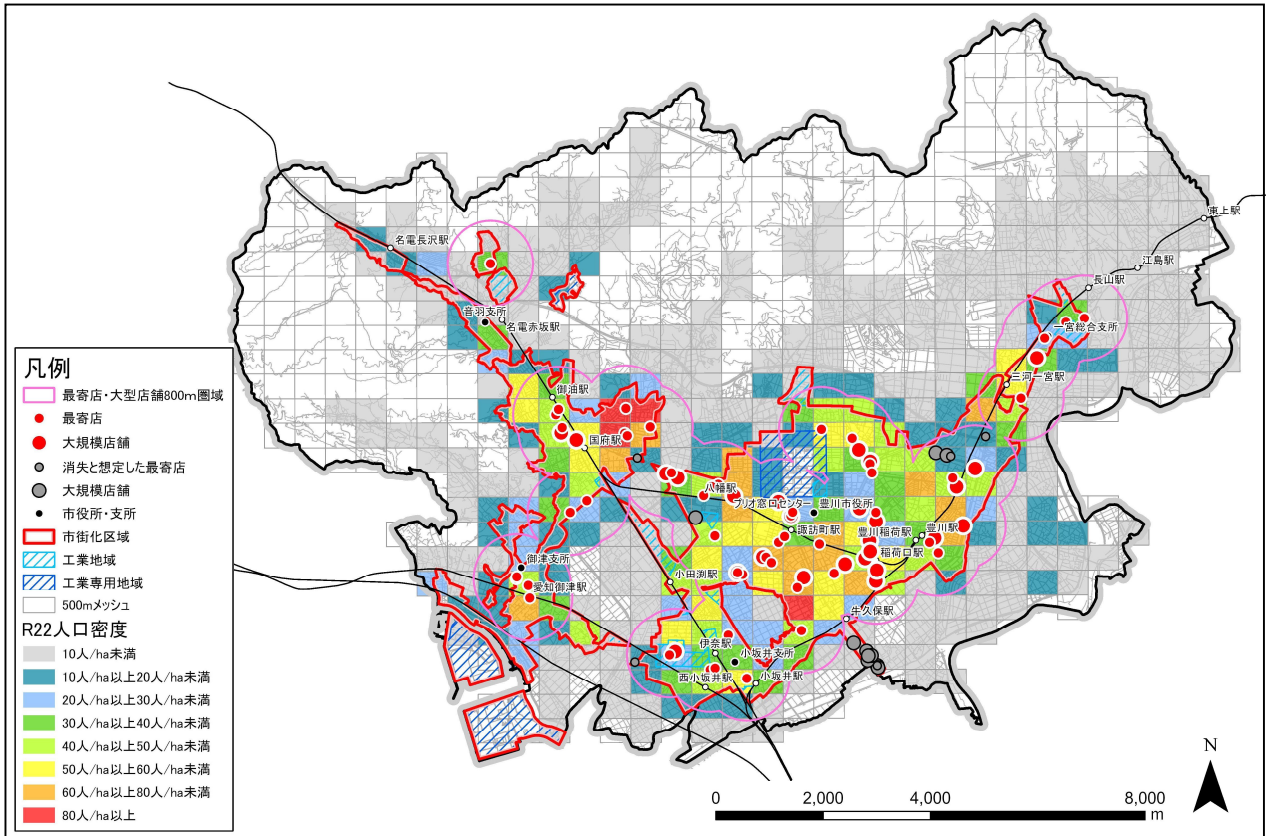 東上駅
江島駅
名電長沢駅
長山駅
音羽支所
名電赤坂駅
一宮総合支所
凡例
最寄店・大型店舗800m圏域
最寄店
大規模店舗
消失と想定した最寄店
大規模店舗
市役所・支所
市街化区域
工業地域
工業専用地域
500mメッシュ
R22人口密度
10人/ha未満
10人/ha以上20人/ha未満
20人/ha以上30人/ha未満
30人/ha以上40人/ha未満
40人/ha以上50人/ha未満
50人/ha以上60人/ha未満
60人/ha以上80人/ha未満
80人/ha以上
三河一宮駅
御油駅
国府駅
八幡駅
プリオ窓口センター
豊川市役所
諏訪町駅
豊川稲荷駅
豊川駅
稲荷口駅
御津支所
愛知御津駅
小田渕駅
牛久保駅
伊奈駅
小坂井支所
西小坂井駅
小坂井駅
N
0
2,000
4,000
8,000
m